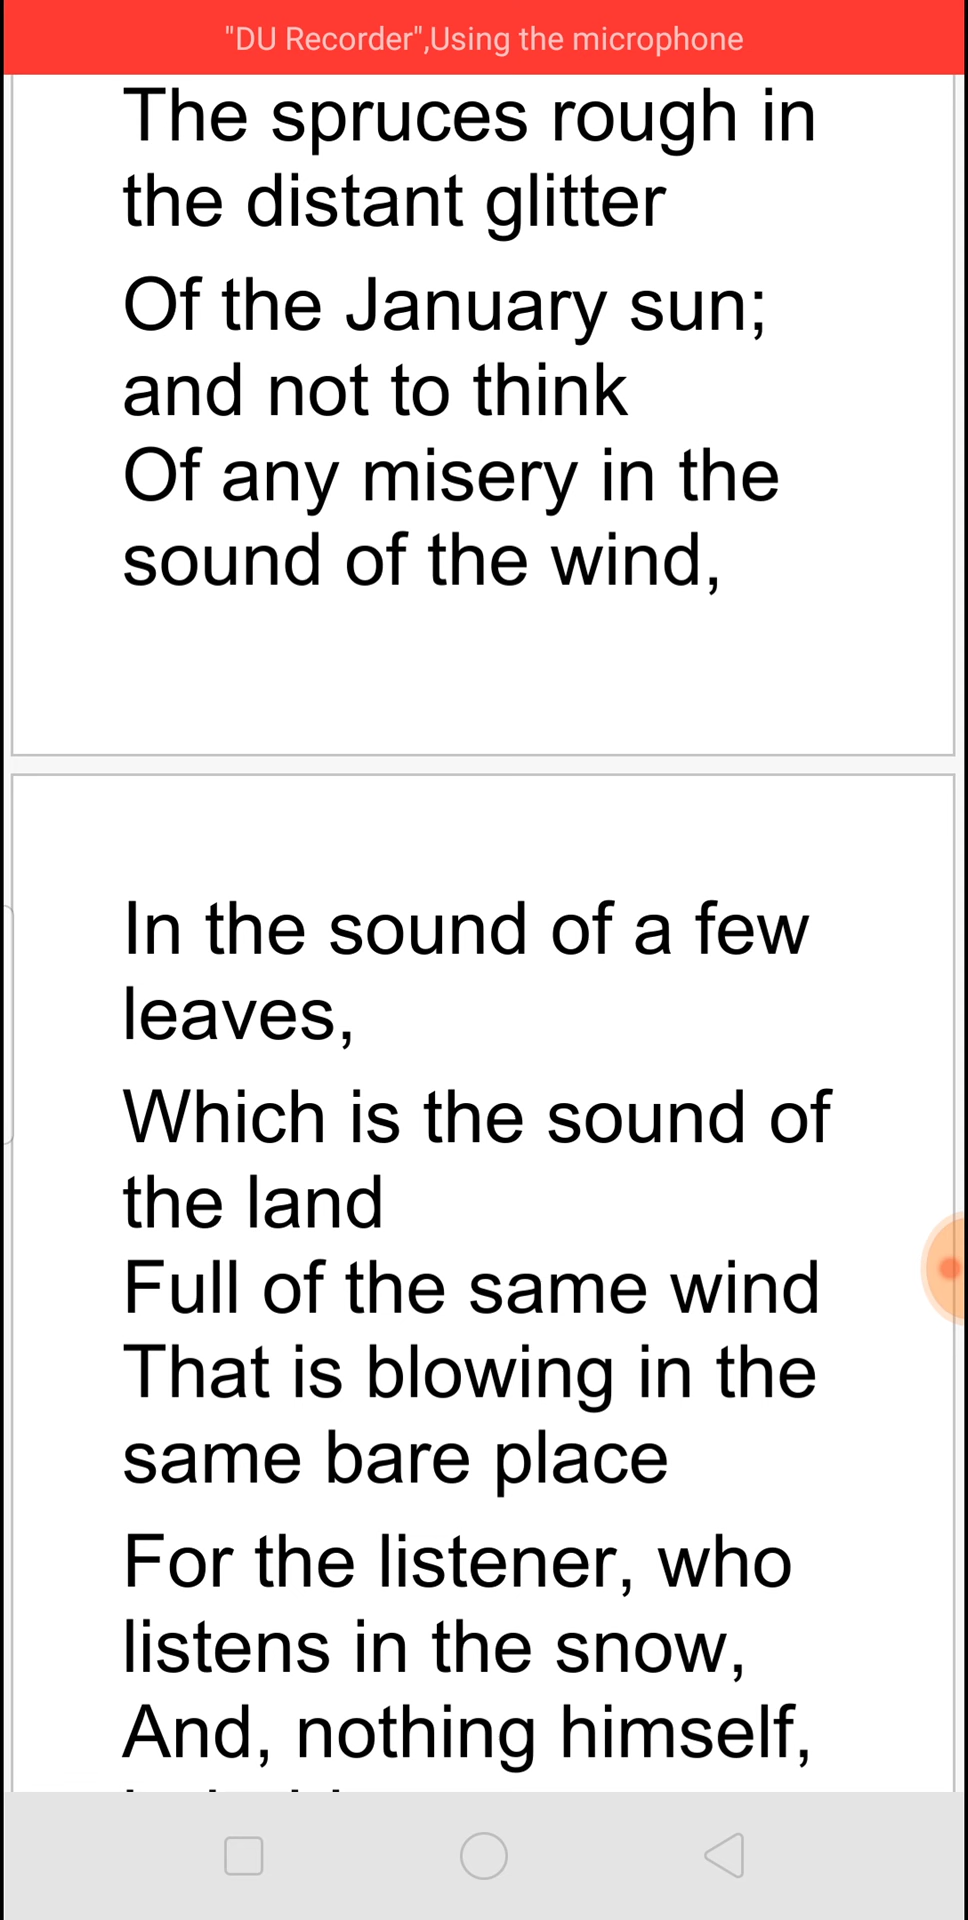 "DU Recorder",Using the microphone
The spruces rough in
the distant glitter
Of the January sun;
and not to think
Of any misery in the
sound of the wind,
In the sound of a few
leaves,
Which is the sound of
the land
Full of the same wind
That is blowing in the
same bare place
For the listener, who
listens in the snow,
And, nothing himself,